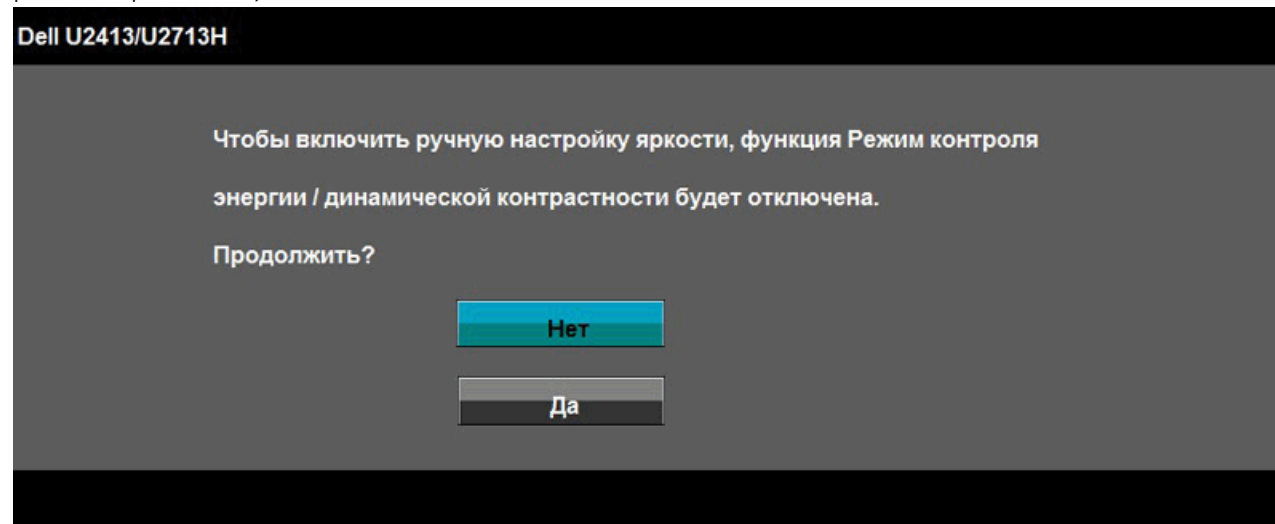 Dell U2413/U2713H
Чтобы включить ручную настройку яркости, функция Режим контроля
энергии / динамической контрастности будет отключена.
Продолжить?
Нет
Да